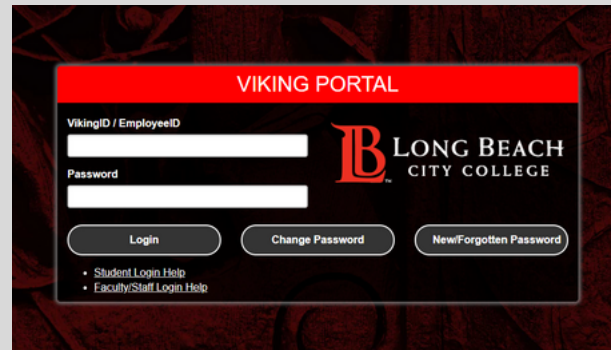 VIKING PORTAL
VikingID / EmployeeID
Password
LB LONG BEACH
CITY COLLEGE
™
Login
Change Password
New/Forgotten Password
Student Login Help
Faculty/Staff Login Help